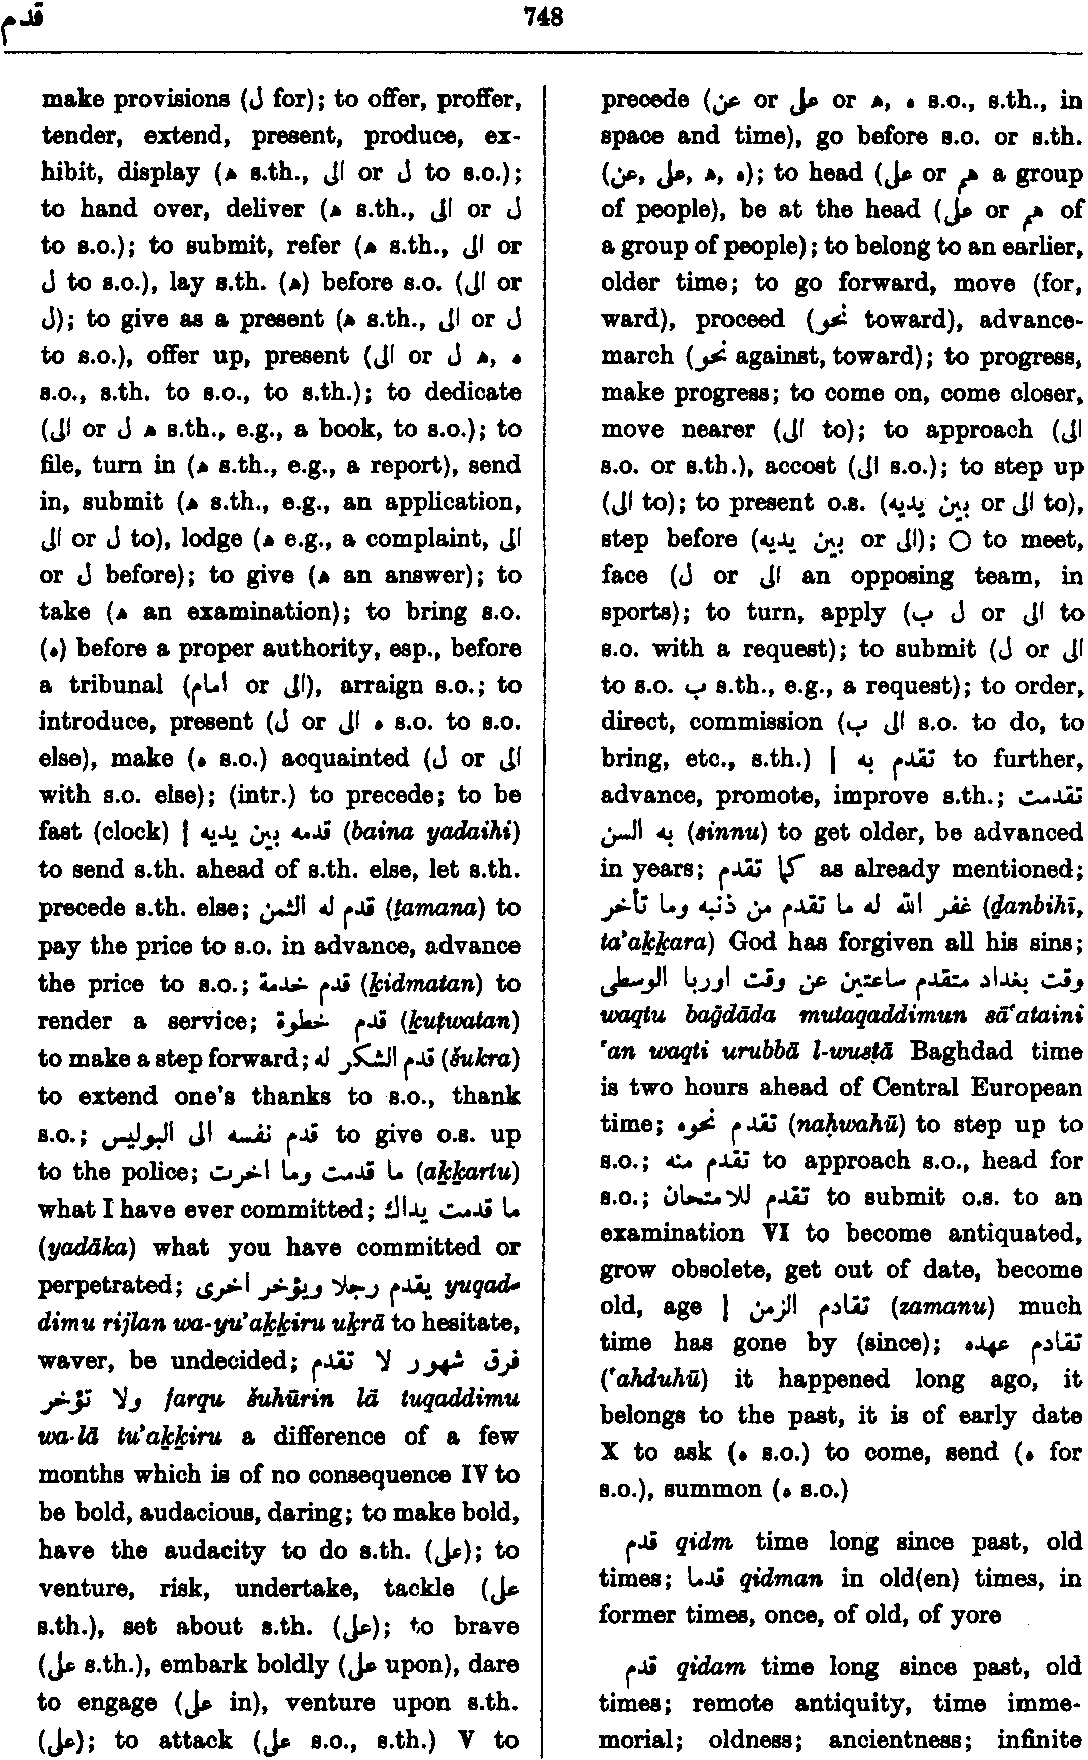 قدم
748
make provisions (ل for); to offer, proffer,
tender, extend, present, produce, ex-
hibit, display (ه s.th., الى or ل to s.o.);
to hand over, deliver (ه s.th., الى or ل
to s.o.); to submit, refer (ه s.th., الى or
ل to s.o.), lay s.th. (ه) before s.o. (الى or
ل); to give as a present (ه s.th., الى or ل
to s.o.), offer up, present (الى or ل ه, ه
s.o., s.th. to s.o., to s.th.); to dedicate
(الى or ل ه s.th., e.g., a book, to s.o.); to
file, turn in (ه s.th., e.g., a report), send
in, submit (ه s.th., e.g., an application,
الى or ل to), lodge (ه e.g., a complaint, الى
or ل before); to give (ه an answer); to
take (ه an examination); to bring s.o.
(ه) before a proper authority, esp., before
a tribunal (امام or الى), arraign s.o.; to
introduce, present (ل or الى ه s.o. to s.o.
else), make (ه s.o.) acquainted (ل or الى
with s.o. else); (intr.) to precede; to be
fast (clock) | قدمه بين يديه (baina yadaihi)
to send s.th. ahead of s.th. else, let s.th.
precede s.th. else; قدم له الثمن (ṯamana) to
pay the price to s.o. in advance, advance
the price to s.o.; قدم خدمة (ḵidmatan) to
render a service; قدم خطوة (ḵuṭwatan)
to make a step forward; قدم الشكر له (šukra)
to extend one's thanks to s.o., thank
s.o.; قدم نفسه الى البوليس to give o.s. up
to the police; ما قدمت وما اخرت (aḵḵartu)
what I have ever committed; ما قدمت يداك
(yadāka) what you have committed or
perpetrated; يقدم رجلا ويؤخر اخرى yuqad-
dimu rijlan wa-yu'aḵḵiru uḵrā to hesitate,
waver, be undecided; فرق شهور لا تقدم
ولا تؤخر farqu šuhūrin lā tuqaddimu
wa-lā tu'aḵḵiru a difference of a few
months which is of no consequence IV to
be bold, audacious, daring; to make bold,
have the audacity to do s.th. (على); to
venture, risk, undertake, tackle (على
s.th.), set about s.th. (على); to brave
(على s.th.), embark boldly (على upon), dare
to engage (على in), venture upon s.th.
(على); to attack (على s.o., s.th.) V to
precede (عن or على or ه, ه s.o., s.th., in
space and time), go before s.o. or s.th.
(عن, على, ه, ه); to head (على or هم a group
of people), be at the head (على or هم of
a group of people); to belong to an earlier,
older time; to go forward, move (for,
ward), proceed (نحو toward), advance-
march (نحو against, toward); to progress,
make progress; to come on, come closer,
move nearer (الى to); to approach (الى
s.o. or s.th.), accost (الى s.o.); to step up
(الى to); to present o.s. (بين يديه or الى to),
step before (بين يديه or الى); ○ to meet,
face (ل or الى an opposing team, in
sports); to turn, apply (ب ل or الى to
s.o. with a request); to submit (ل or الى
to s.o. ب s.th., e.g., a request); to order,
direct, commission (ب الى s.o. to do, to
bring, etc., s.th.) | تقدم به to further,
advance, promote, improve s.th.; تقدمت
به السن (sinnu) to get older, be advanced
in years; كما تقدم as already mentioned;
غفر الله له ما تقدم من ذنبه وما تأخر (ḏanbihī,
ta'aḵḵara) God has forgiven all his sins;
وقت بغداد متقدم ساعتين عن وقت اوربا الوسطى
waqtu baḡdāda mutaqaddimun sā‘ataini
‘an waqti urubbā l-wusṭā Baghdad time
is two hours ahead of Central European
time; تقدم نحوه (naḥwahū) to step up to
s.o.; تقدم منه to approach s.o., head for
s.o.; تقدم للامتحان to submit o.s. to an
examination VI to become antiquated,
grow obsolete, get out of date, become
old, age | تقادم الزمن (zamanu) much
time has gone by (since); تقادم عهده
(‘ahduhū) it happened long ago, it
belongs to the past, it is of early date
X to ask (ه s.o.) to come, send (ه for
s.o.), summon (ه s.o.)
قدم qidm time long since past, old
times; قدما qidman in old(en) times, in
former times, once, of old, of yore
قدم qidam time long since past, old
times; remote antiquity, time imme-
morial; oldness; ancientness; infinite